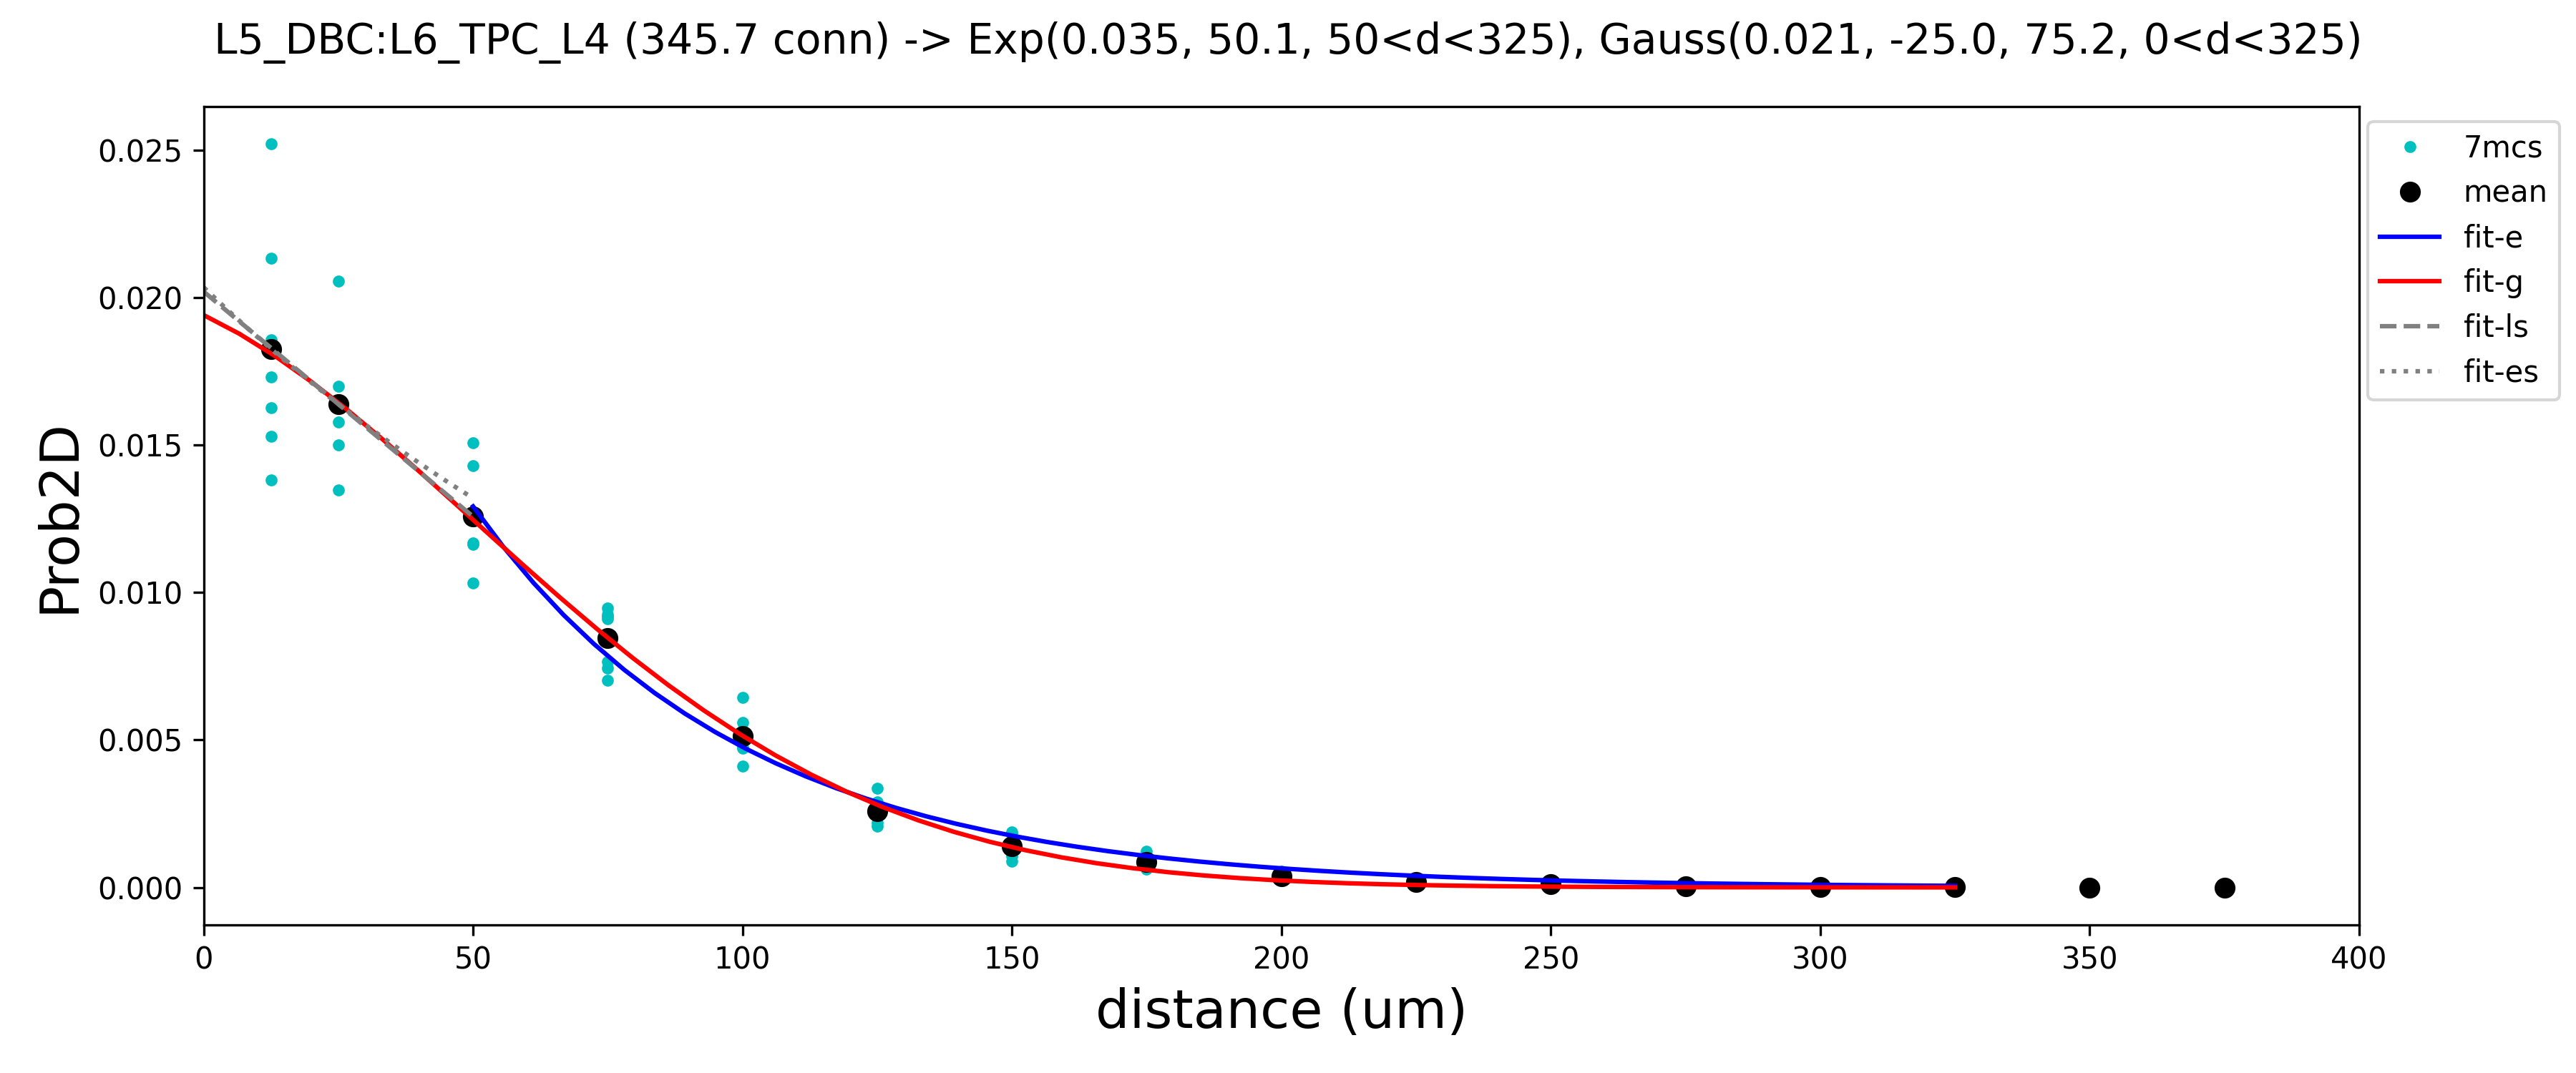 L5_DBC:L6_TPC_L4 (345.7 conn) -> Exp(0.035, 50.1, 50<d<325), Gauss(0.021, -25.0, 75.2, 0<d<325)
0.025
0.020
0.015
0.010
0.005
0.000
Prob2D
0 50 100 150 200 250 300 350 400
distance (um)
7mcs
mean
fit-e
fit-g
fit-ls
fit-es